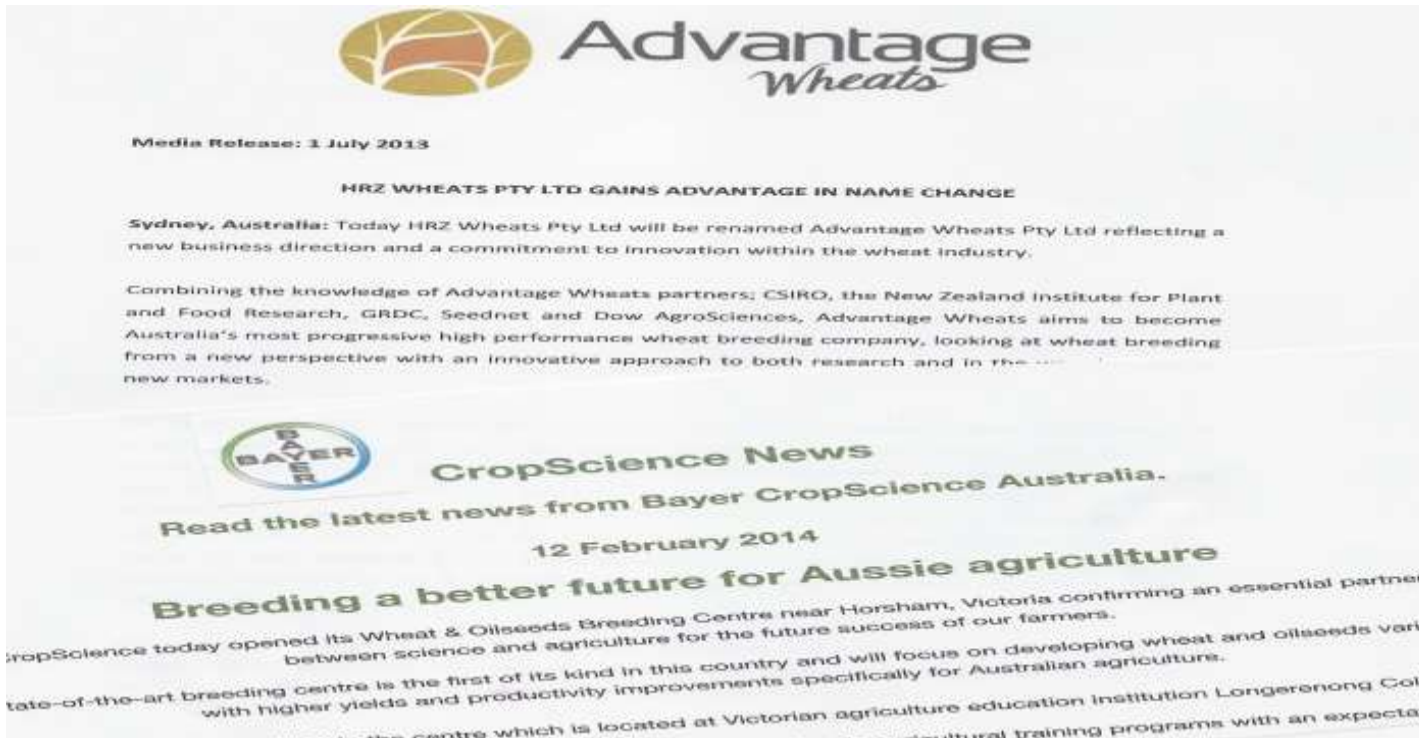 Advantage
Wheats
Media Release: 1 July 2013
HRZ WHEATS PTY LTD GAINS ADVANTAGE IN NAME CHANGE
Sydney, Australia: Today HRZ Wheats Pty Ltd will be renamed Advantage Wheats Pty Ltd reflecting a
new business direction and a commitment to innovation within the wheat industry.
Combining the knowledge of Advantage Wheats partners; CSIRO, the New Zealand Institute for Plant
and Food Research, GRDC, Seednet and Dow AgroSciences, Advantage Wheats aims to become
Australia's most progressive high performance wheat breeding company, looking at wheat breeding
from a new perspective with an innovative approach to both research and in the
new markets.
BAYER
BAYER
CropScience News
Read the latest news from Bayer CropScience Australia.
12 February 2014
Breeding a better future for Aussie agriculture
CropScience today opened its Wheat & Oilseeds Breeding Centre near Horsham, Victoria confirming an essential partner
between science and agriculture for the future success of our farmers.
tate-of-the-art breeding centre is the first of its kind in this country and will focus on developing wheat and oilseeds vari
with higher yields and productivity improvements specifically for Australian agriculture.
the centre which is located at Victorian agriculture education institution Longerenong Col
training programs with an expecta